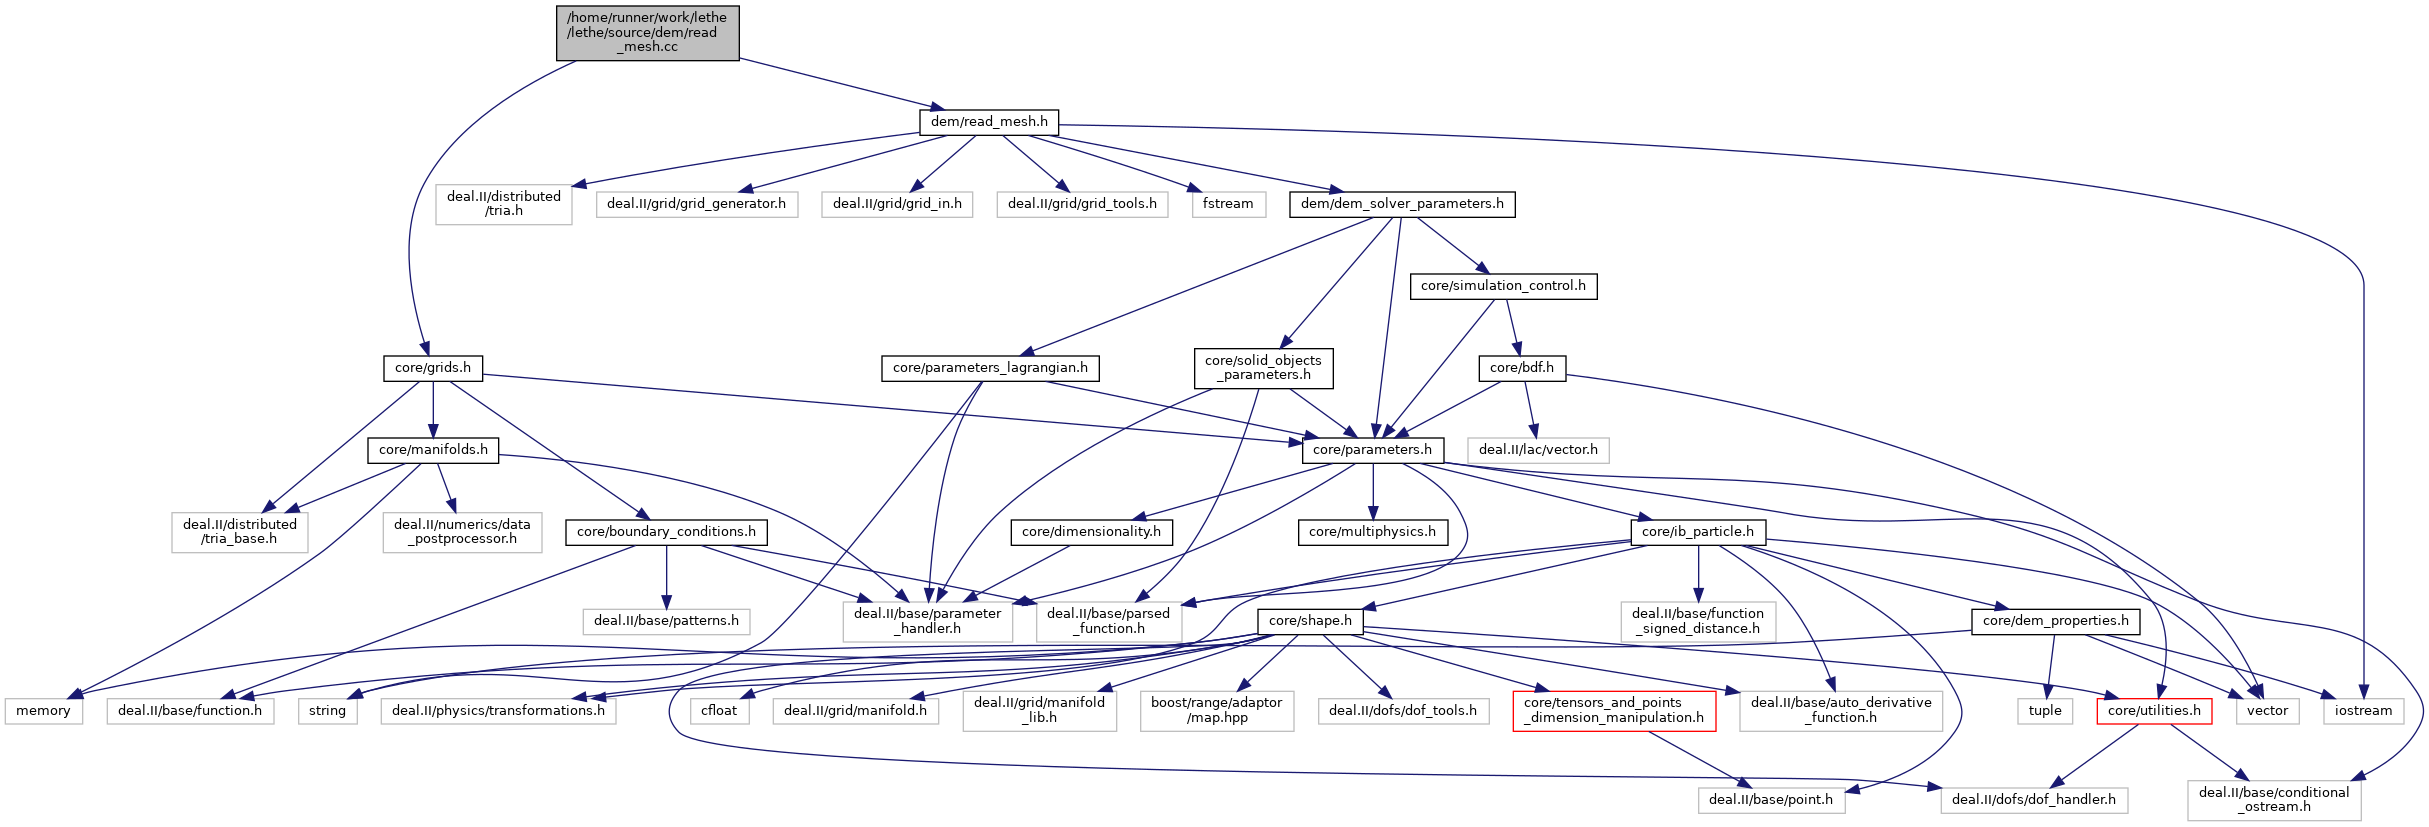 /home/runner/work/lethe
/lethe/source/dem/read
_mesh.cc
dem/read_mesh.h
deal.II/distributed
/tria.h
deal.II/grid/grid_generator.h
deal.II/grid/grid_in.h
deal.II/grid/grid_tools.h
fstream
dem/dem_solver_parameters.h
core/simulation_control.h
core/grids.h
core/parameters_lagrangian.h
core/solid_objects
_parameters.h
core/bdf.h
core/manifolds.h
core/parameters.h
deal.II/lac/vector.h
deal.II/distributed
/tria_base.h
deal.II/numerics/data
_postprocessor.h
core/boundary_conditions.h
core/dimensionality.h
core/multiphysics.h
core/ib_particle.h
deal.II/base/patterns.h
deal.II/base/parameter
_handler.h
deal.II/base/parsed
_function.h
core/shape.h
deal.II/base/function
_signed_distance.h
core/dem_properties.h
memory
deal.II/base/function.h
string
deal.II/physics/transformations.h
cfloat
deal.II/grid/manifold.h
deal.II/grid/manifold
_lib.h
boost/range/adaptor
/map.hpp
deal.II/dofs/dof_tools.h
core/tensors_and_points
_dimension_manipulation.h
deal.II/base/auto_derivative
_function.h
tuple
core/utilities.h
vector
iostream
deal.II/base/point.h
deal.II/dofs/dof_handler.h
deal.II/base/conditional
_ostream.h